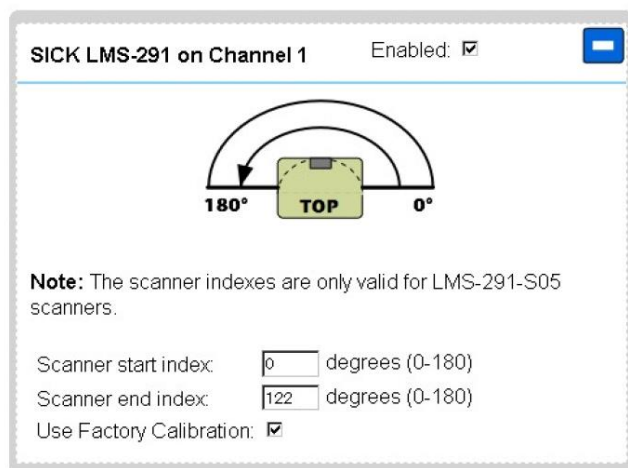 SICK LMS-291 on Channel 1 Enabled:
180° TOP 0°
Note: The scanner indexes are only valid for LMS-291-S05
scanners.
Scanner start index: 0 degrees (0-180)
Scanner end index: 122 degrees (0-180)
Use Factory Calibration: